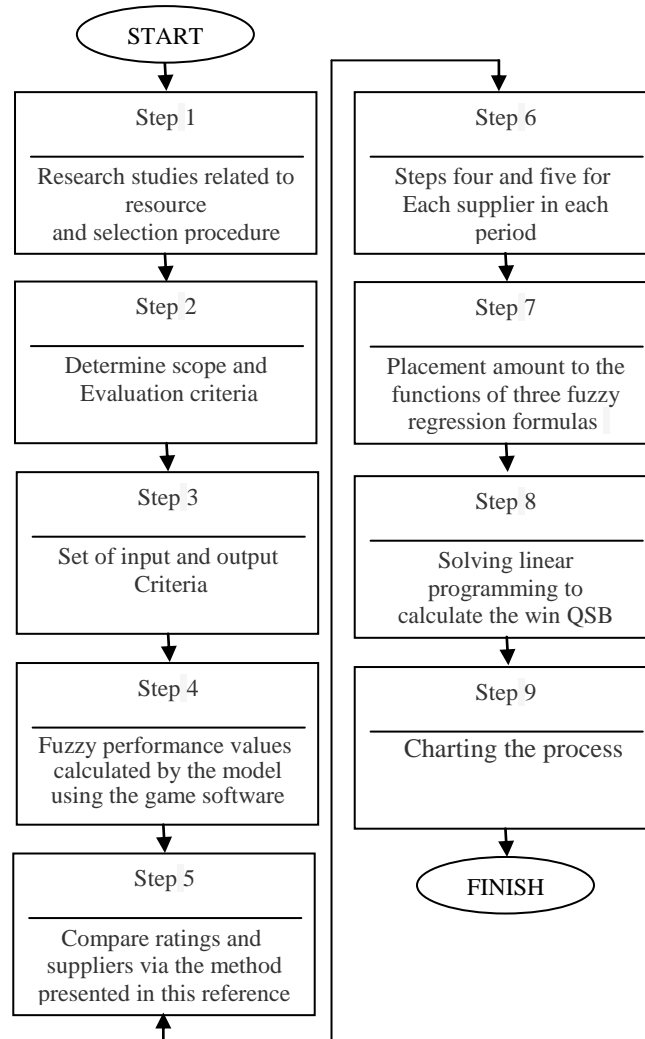 START
Step 1
Research studies related to
resource
and selection procedure
Step 2
Determine scope and
Evaluation criteria
Step 3
Set of input and output
Criteria
Step 4
Fuzzy performance values
calculated by the model
using the game software
Step 5
Compare ratings and
suppliers via the method
presented in this reference
Step 6
Steps four and five for
Each supplier in each
period
Step 7
Placement amount to the
functions of three fuzzy
regression formulas
Step 8
Solving linear
programming to
calculate the win QSB
Step 9
Charting the process
FINISH